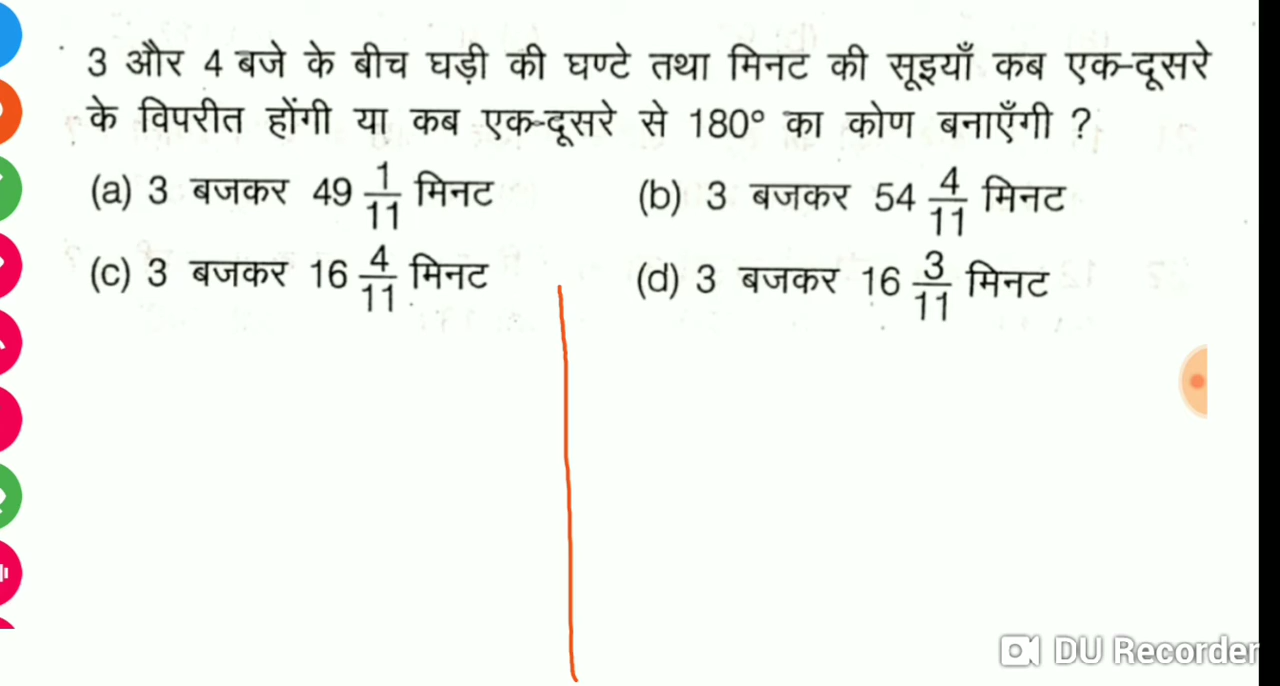 3 और 4 बजे के बीच घड़ी की घण्टे तथा मिनट की सूइयाँ कब एक-दूसरे
के विपरीत होंगी या कब एक-दूसरे से 180° का कोण बनाएँगी ?
(a) 3 बजकर 49 1/11 मिनट (b) 3 बजकर 54 4/11 मिनट
(c) 3 बजकर 16 4/11 मिनट (d) 3 बजकर 16 3/11 मिनट
DU Recorder